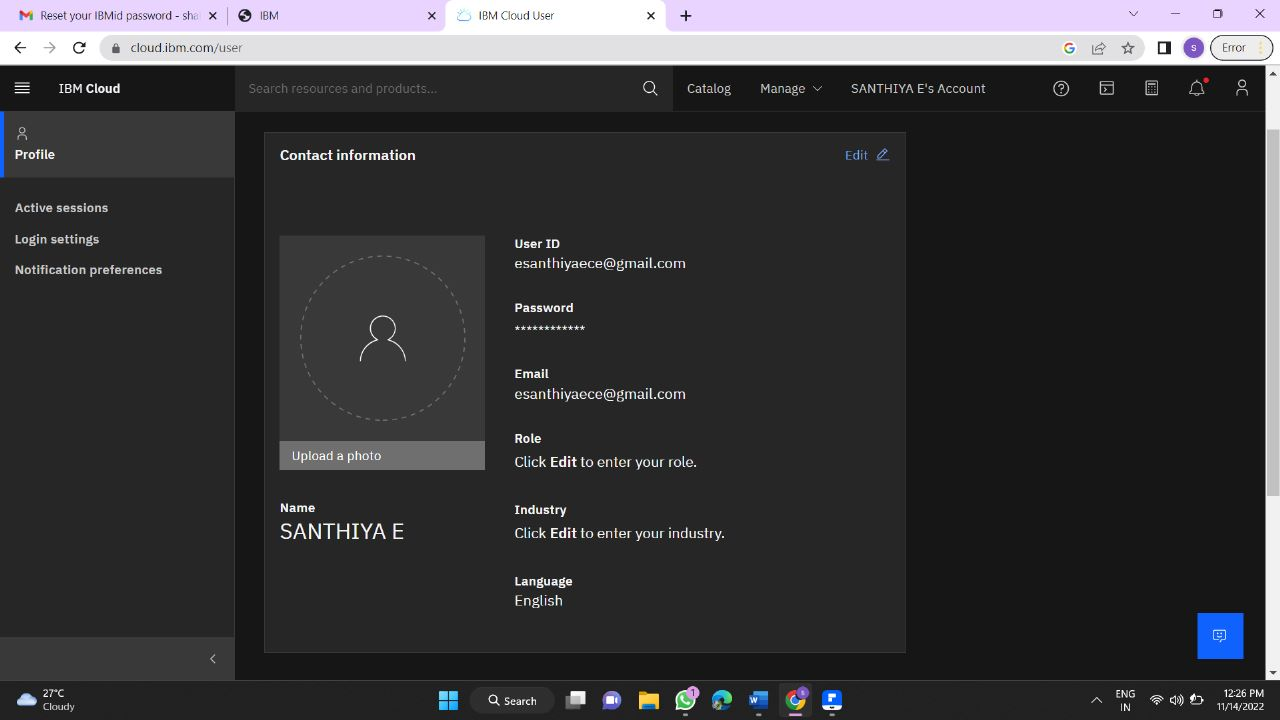 Reset your IBMid password - sha
IBM
IBM Cloud User
cloud.ibm.com/user
s
Error
IBM Cloud
Search resources and products...
Catalog
Manage
SANTHIYA E's Account
Profile
Active sessions
Login settings
Notification preferences
Contact information
Edit
User ID
esanthiyaece@gmail.com
Password
************
Email
esanthiyaece@gmail.com
Role
Click Edit to enter your role.
Upload a photo
Name
SANTHIYA E
Industry
Click Edit to enter your industry.
Language
English
27°C
Cloudy
Search
1
ENG
IN
12:26 PM
11/14/2022